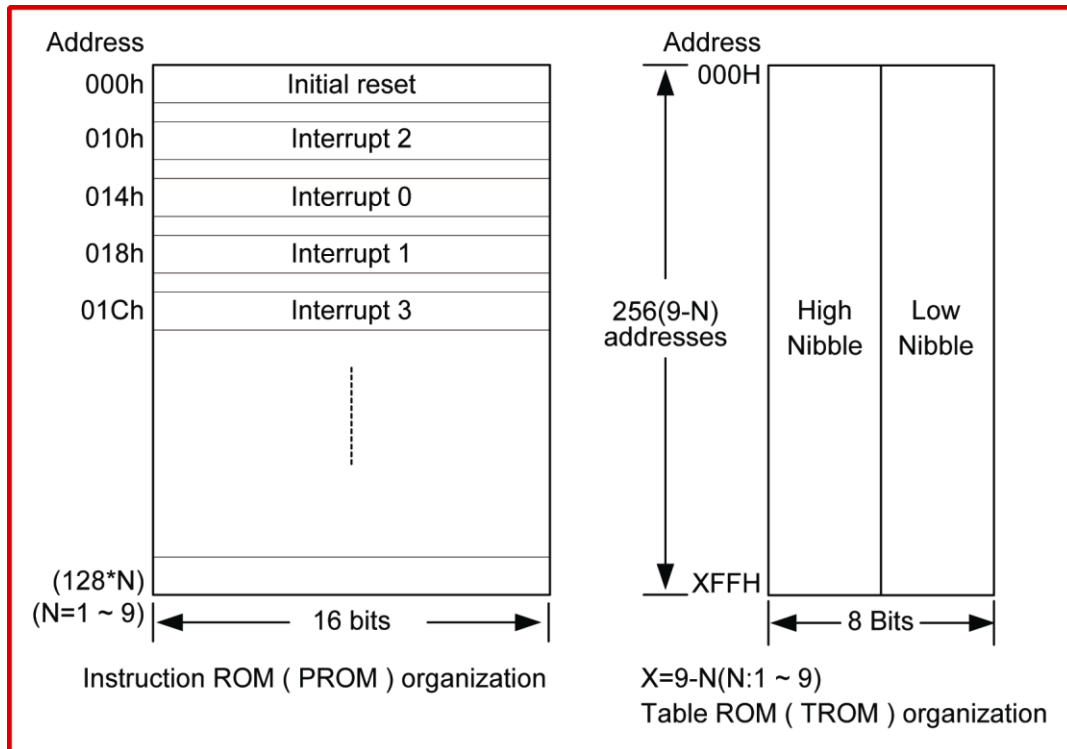 Address
000h
Initial reset
010h
Interrupt 2
014h
Interrupt 0
018h
Interrupt 1
01Ch
Interrupt 3
(128*N)
(N=1 ~ 9)
16 bits
Instruction ROM ( PROM ) organization
Address
000H
256(9-N)
addresses
High
Nibble
Low
Nibble
XFFH
8 Bits
X=9-N(N:1 ~ 9)
Table ROM ( TROM ) organization